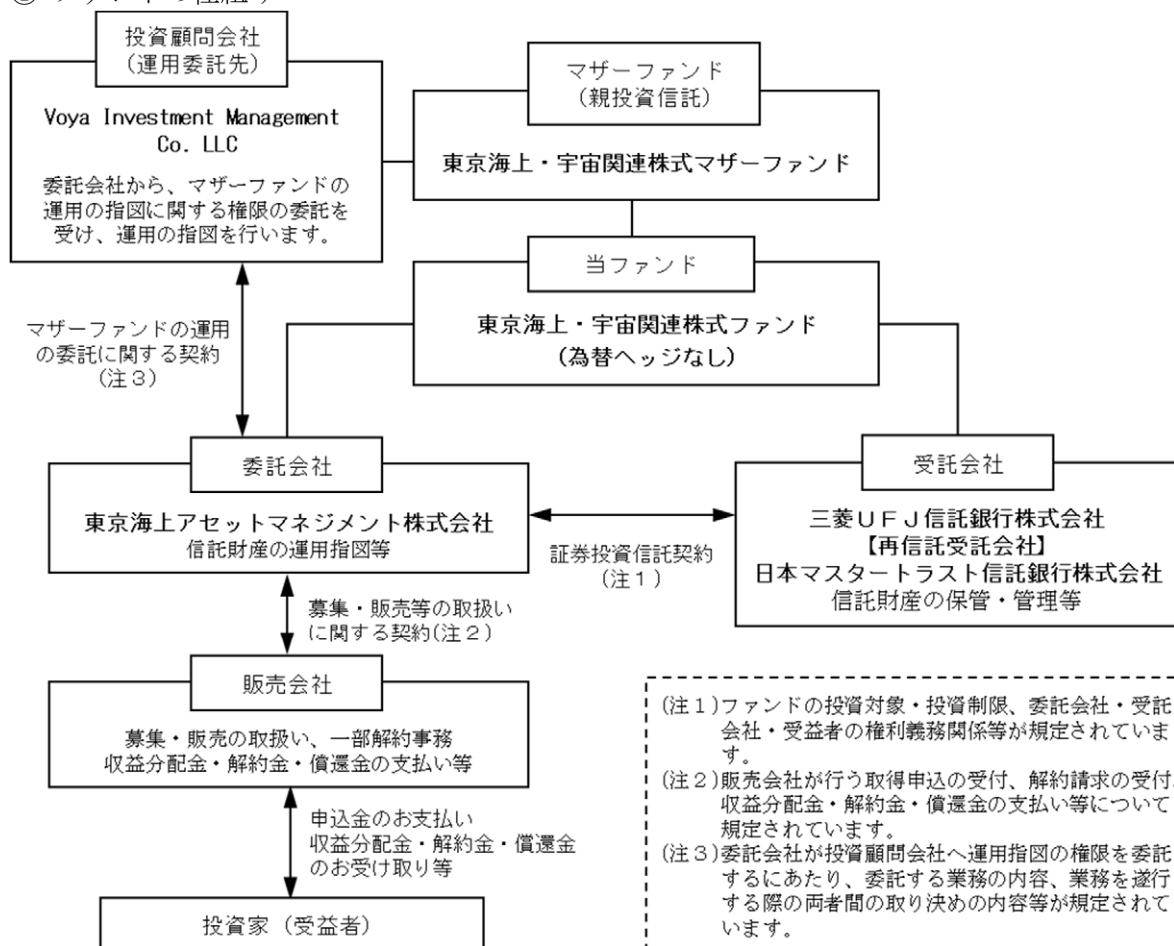 投資顧問会社
(運用委託先)
Voya Investment Management
Co. LLC
委託会社から、マザーファンドの
運用の指図に関する権限の委託を
受け、運用の指図を行います。
マザーファンド
(親投資信託)
東京海上・宇宙関連株式マザーファンド
当ファンド
東京海上・宇宙関連株式ファンド
(為替ヘッジなし)
マザーファンドの運用
の委託に関する契約
(注3)
委託会社
東京海上アセットマネジメント株式会社
信託財産の運用指図等
証券投資信託契約
(注1)
受託会社
三菱UFJ信託銀行株式会社
【再信託受託会社】
日本マスタートラスト信託銀行株式会社
信託財産の保管・管理等
募集・販売等の取扱い
に関する契約(注2)
販売会社
募集・販売の取扱い、一部解約事務
収益分配金・解約金・償還金の支払い等
申込金のお支払い
収益分配金・解約金・償還金
のお受け取り等
投資家(受益者)
(注1)ファンドの投資対象・投資制限、委託会社・受託
会社・受益者の権利義務関係等が規定されていま
す。
(注2)販売会社が行う取得申込の受付、解約請求の受付、
収益分配金・解約金・償還金の支払い等について
規定されています。
(注3)委託会社が投資顧問会社へ運用指図の権限を委託
するにあたり、委託する業務の内容、業務を遂行
する際の両者間の取り決めの内容等が規定されて
います。